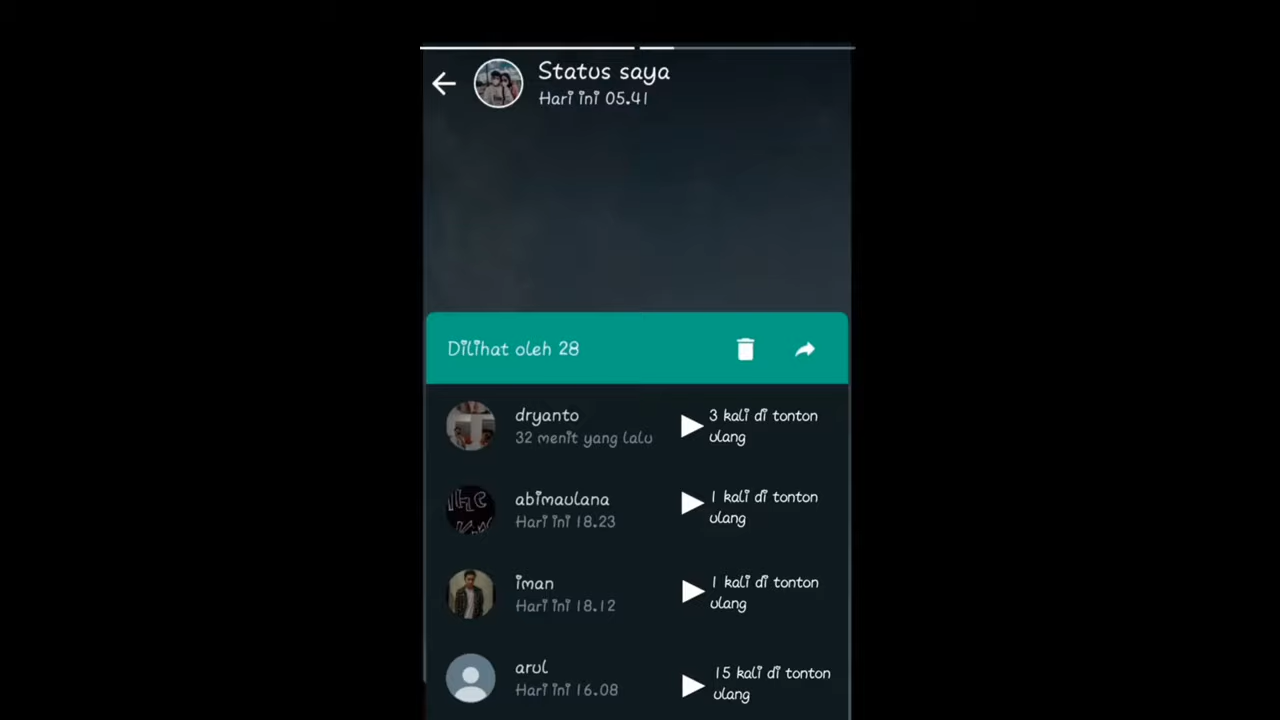 Status saya
Hari ini 05.41
Dilihat oleh 28
dryanto
32 menit yang lalu
3 kali di tonton
ulang
abimaulana
Hari ini 18.23
1 kali di tonton
ulang
iman
Hari ini 18.12
1 kali di tonton
ulang
arul
Hari ini 16.08
15 kali di tonton
ulang